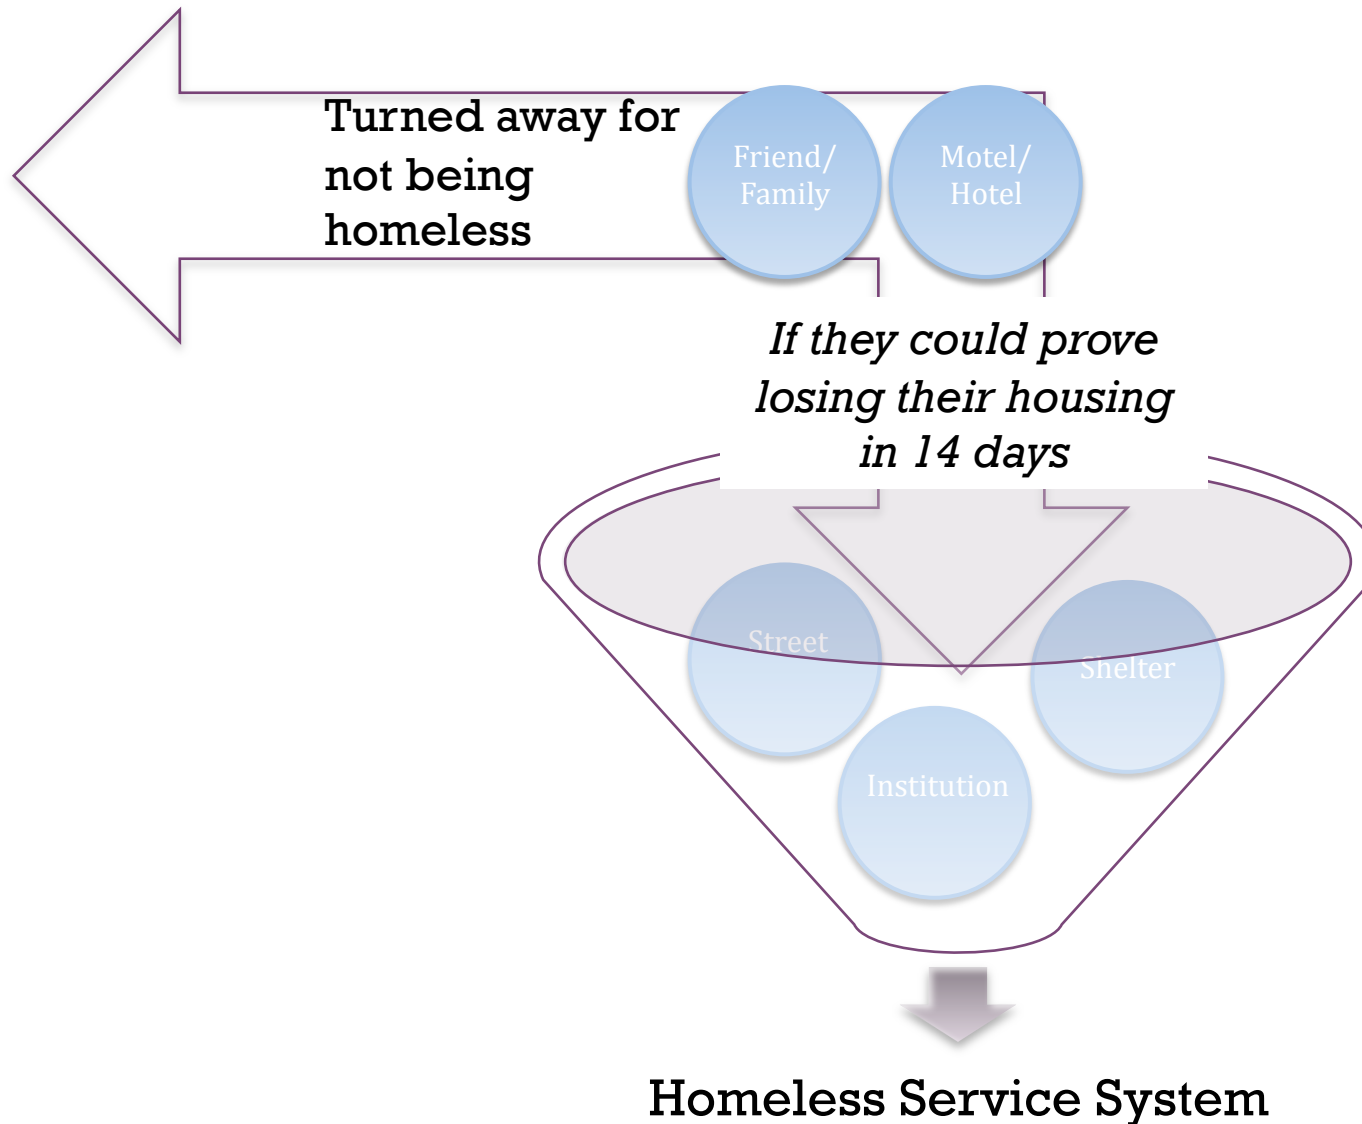 Turned away for
not being
homeless
Friend/
Family
Motel/
Hotel
If they could prove
losing their housing
in 14 days
Street
Shelter
Institution
Homeless Service System